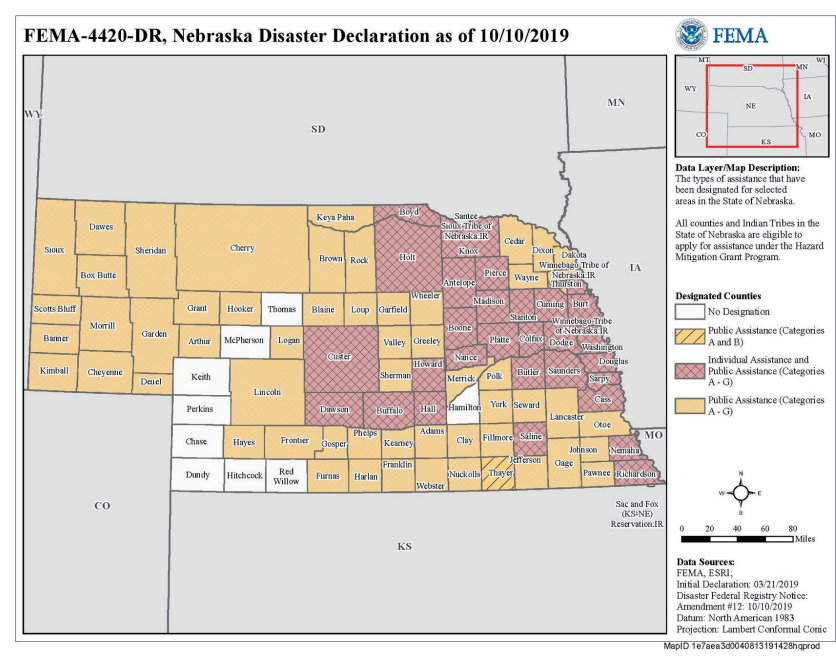 FEMA-4420-DR, Nebraska Disaster Declaration as of 10/10/2019
FEMA
WY
SD
MN
IA
MO
CO
KS
MT
SD
MN
WI
WY
NE
IA
CO
KS
MO
Sioux
Dawes
Box Butte
Sheridan
Cherry
Keya Paha
Brown
Rock
Boyd
Holt
Santee
Sioux Tribe of
Nebraska:IR
Knox
Cedar
Dixon
Dakota
Winnebago Tribe of
Nebraska:IR
Thurston
Antelope
Pierce
Wayne
Scotts Bluff
Banner
Kimball
Morrill
Cheyenne
Garden
Deuel
Grant
Hooker
Thomas
Blaine
Loup
Garfield
Wheeler
Arthur
McPherson
Logan
Custer
Valley
Greeley
Boone
Madison
Stanton
Cuming
Burt
Winnebago Tribe
of Nebraska:IR
Platte
Colfax
Dodge
Washington
Douglas
Sarpy
Keith
Lincoln
Sherman
Howard
Nance
Merrick
Polk
Butler
Saunders
Cass
Perkins
Dawson
Buffalo
Hall
Hamilton
York
Seward
Lancaster
Otoe
Chase
Hayes
Frontier
Gosper
Phelps
Kearney
Adams
Clay
Fillmore
Saline
Johnson
Nemaha
Dundy
Hitchcock
Red
Willow
Furnas
Harlan
Franklin
Webster
Nuckolls
Thayer
Jefferson
Gage
Pawnee
Richardson
Sac and Fox
(KS-NE)
Reservation:IR
Data Layer/Map Description:
The types of assistance that have
been designated for selected
areas in the State of Nebraska.
All counties and Indian Tribes in the
State of Nebraska are eligible to
apply for assistance under the Hazard
Mitigation Grant Program.
Designated Counties
No Designation
Public Assistance (Categories
A and B)
Individual Assistance and
Public Assistance (Categories
A - G)
Public Assistance (Categories
A - G)
N
W
E
S
0 20 40 60 80
Miles
Data Sources:
FEMA, ESRI;
Initial Declaration: 03/21/2019
Disaster Federal Registry Notice:
Amendment #12: 10/10/2019
Datum: North American 1983
Projection: Lambert Conformal Conic
MapID 1e7aea3d0040813191428hqprod